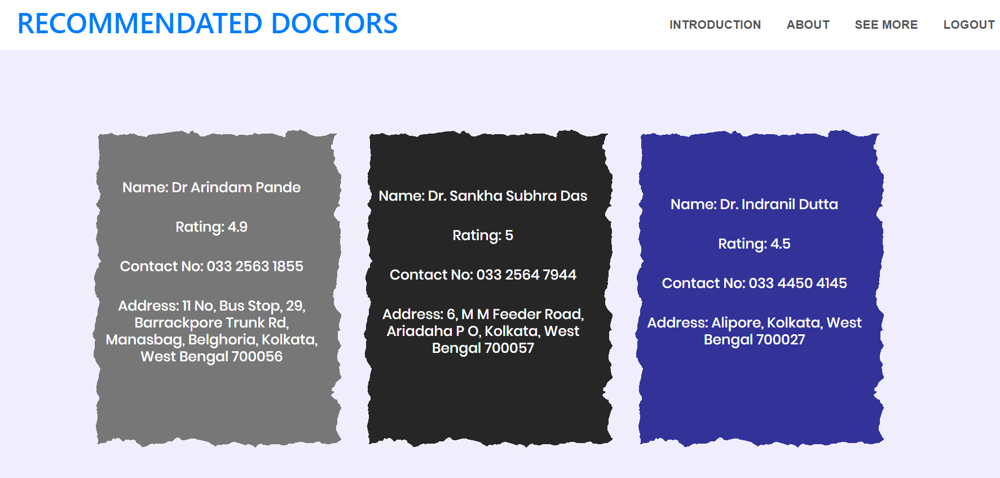 RECOMMENDATED DOCTORS
INTRODUCTION
ABOUT
SEE MORE
LOGOUT
Name: Dr Arindam Pande
Rating: 4.9
Contact No: 033 2563 1855
Address: 11 No, Bus Stop, 29,
Barrackpore Trunk Rd,
Manasbag, Belghoria, Kolkata,
West Bengal 700056
Name: Dr. Sankha Subhra Das
Rating: 5
Contact No: 033 2564 7944
Address: 6, M M Feeder Road,
Ariadaha P O, Kolkata, West
Bengal 700057
Name: Dr. Indranil Dutta
Rating: 4.5
Contact No: 033 4450 4145
Address: Alipore, Kolkata, West
Bengal 700027